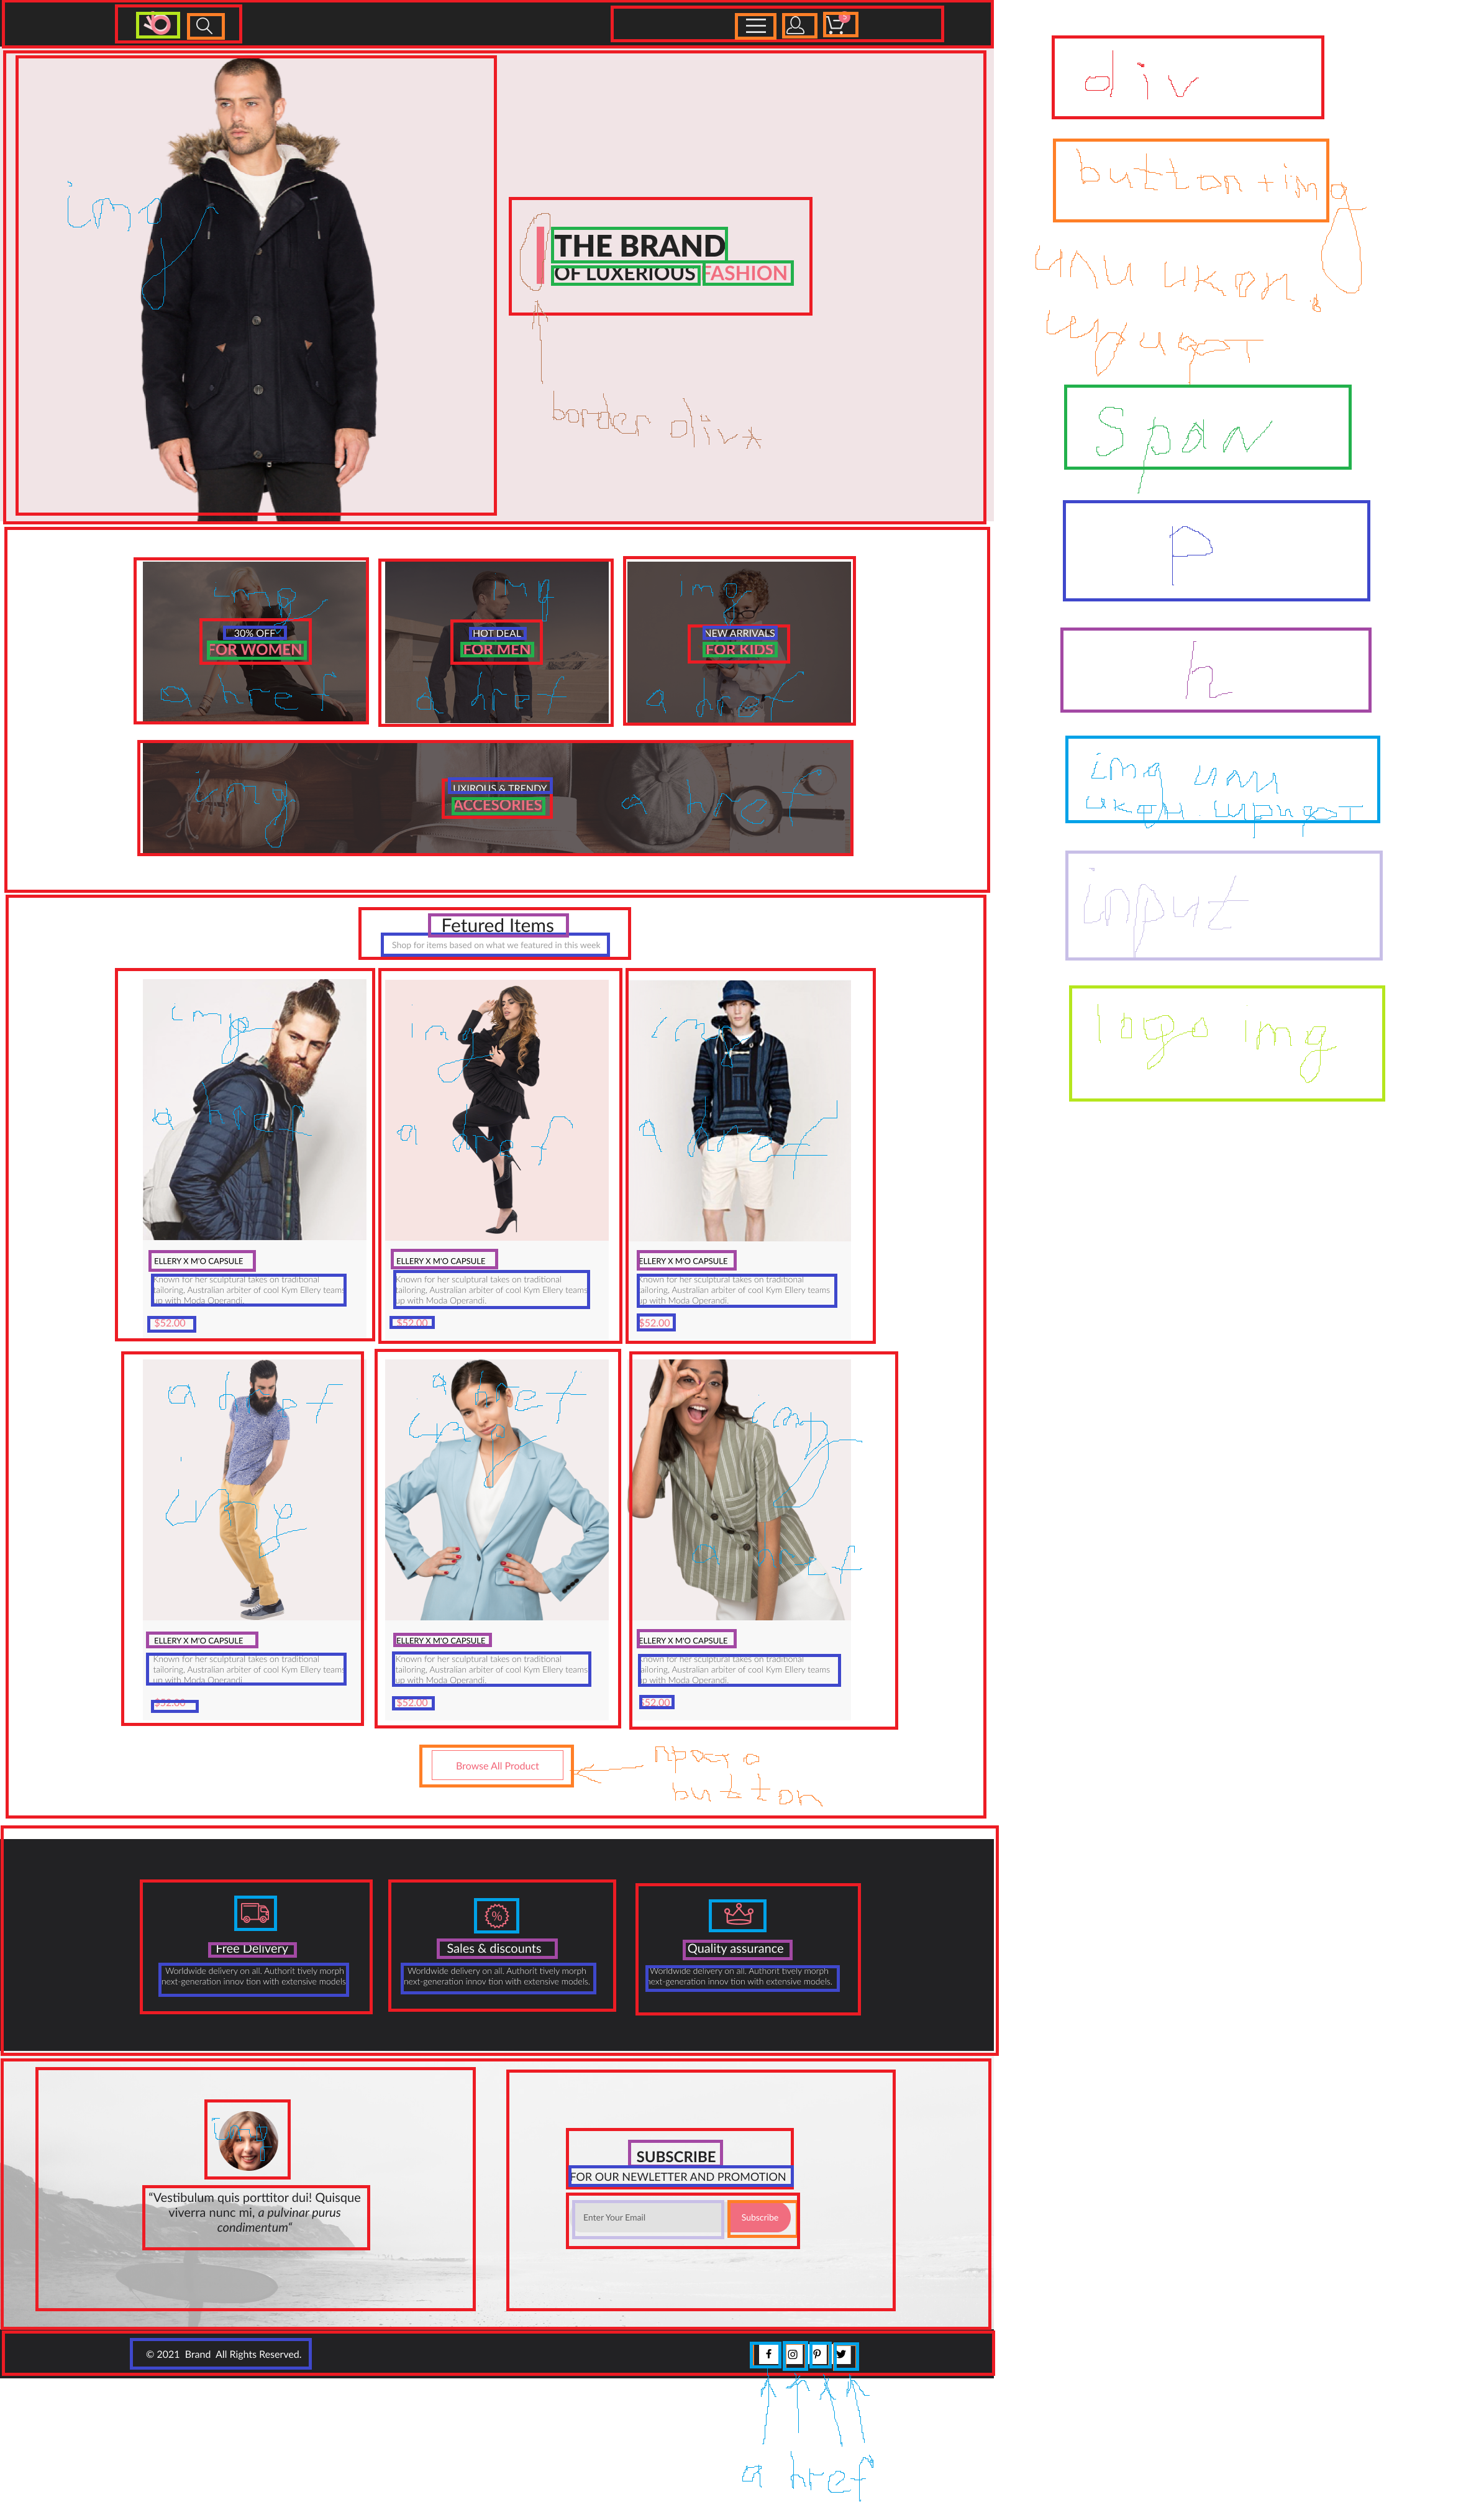 5
div
button + img
или икон.
шрифт
img
THE BRAND
OF LUXERIOUS FASHION
border div*
span
p
h
img
30% OFF
FOR WOMEN
a href
img
HOT DEAL
FOR MEN
a href
img
NEW ARRIVALS
FOR KIDS
a href
img или
икон. шрифт
img
UXIROUS & TRENDY
ACCESORIES
a href
input
logo img
Fetured Items
Shop for items based on what we featured in this week
img
a href
ELLERY X M'O CAPSULE
Known for her sculptural takes on traditional
tailoring, Australian arbiter of cool Kym Ellery teams
up with Moda Operandi.
$52.00
img
a href
ELLERY X M'O CAPSULE
Known for her sculptural takes on traditional
tailoring, Australian arbiter of cool Kym Ellery teams
up with Moda Operandi.
$52.00
img
a href
ELLERY X M'O CAPSULE
Known for her sculptural takes on traditional
tailoring, Australian arbiter of cool Kym Ellery teams
up with Moda Operandi.
$52.00
a href
img
ELLERY X M'O CAPSULE
Known for her sculptural takes on traditional
tailoring, Australian arbiter of cool Kym Ellery teams
up with Moda Operandi.
$52.00
a href
img
ELLERY X M'O CAPSULE
Known for her sculptural takes on traditional
tailoring, Australian arbiter of cool Kym Ellery teams
up with Moda Operandi.
$52.00
img
a href
ELLERY X M'O CAPSULE
Known for her sculptural takes on traditional
tailoring, Australian arbiter of cool Kym Ellery teams
up with Moda Operandi.
$52.00
Browse All Product
просто
button
Free Delivery
Worldwide delivery on all. Authorit tively morph
next-generation innov tion with extensive models.
Sales & discounts
Worldwide delivery on all. Authorit tively morph
next-generation innov tion with extensive models.
Quality assurance
Worldwide delivery on all. Authorit tively morph
next-generation innov tion with extensive models.
img
“Vestibulum quis porttitor dui! Quisque
viverra nunc mi, a pulvinar purus
condimentum“
SUBSCRIBE
FOR OUR NEWLETTER AND PROMOTION
Enter Your Email
Subscribe
© 2021 Brand All Rights Reserved.
a href